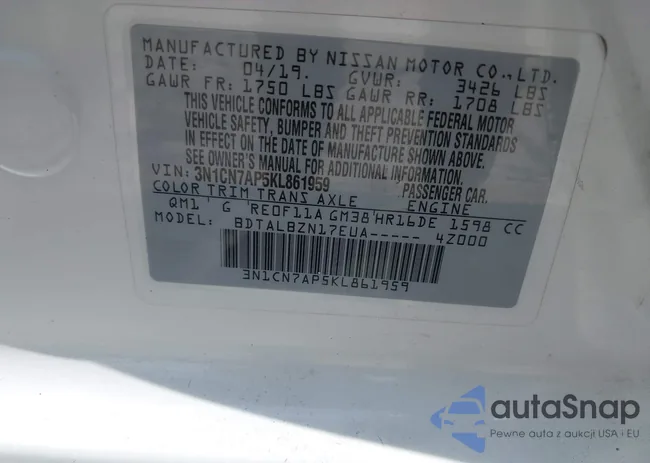 MANUFACTURED BY NISSAN MOTOR CO., LTD.
DATE: 04/19. GVWR: 3426 LBS
GAWR FR: 1750 LBS GAWR RR: 1708 LBS
THIS VEHICLE CONFORMS TO ALL APPLICABLE FEDERAL MOTOR
VEHICLE SAFETY, BUMPER AND THEFT PREVENTION STANDARDS
IN EFFECT ON THE DATE OF MANUFACTURE SHOWN ABOVE.
SEE OWNER'S MANUAL FOR ADDITIONAL INFORMATION.
VIN: 3N1CN7AP5KL861959 PASSENGER CAR.
COLOR TRIM TRANS AXLE ENGINE
QM1 G RE0F11A GM38 HR16DE 1598 CC
MODEL: BDTALBZN17EUA----- 4Z000
3N1CN7AP5KL861959
autaSnap
Pewne auta z aukcji USA i EU